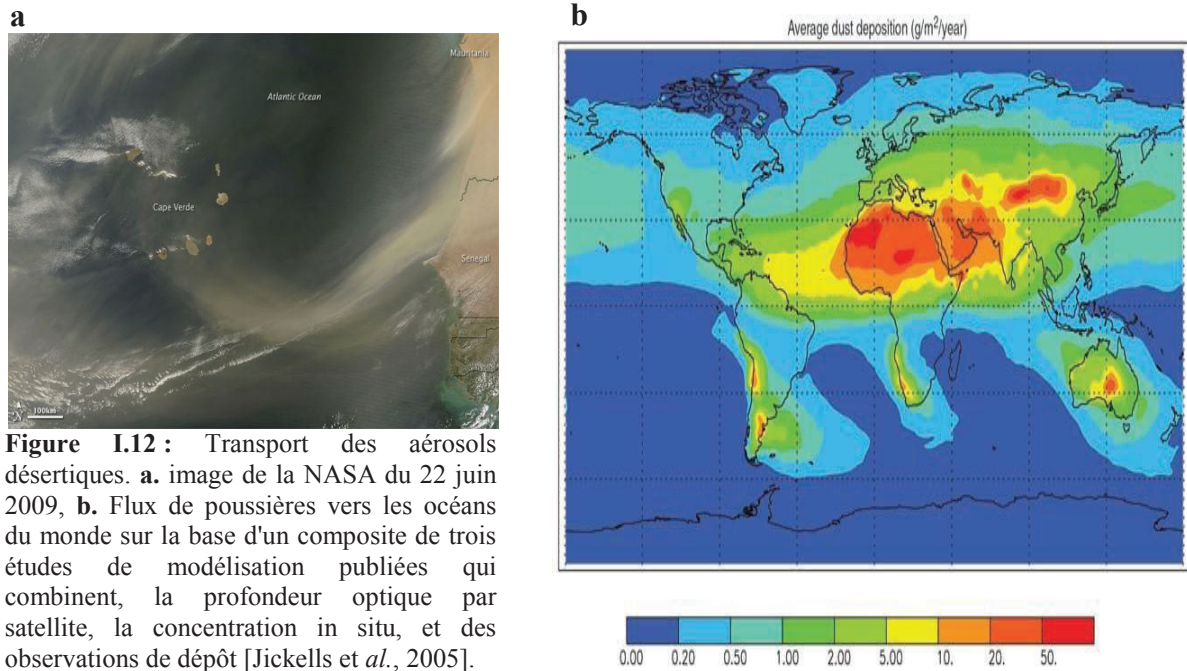 a
Mauritania
Atlantic Ocean
Cape Verde
Senegal
N
100km
Figure I.12 : Transport des aérosols
désertiques. a. image de la NASA du 22 juin
2009, b. Flux de poussières vers les océans
du monde sur la base d'un composite de trois
études de modélisation publiées qui
combinent, la profondeur optique par
satellite, la concentration in situ, et des
observations de dépôt [Jickells et al., 2005].
b
Average dust deposition (g/m²/year)
0.00 0.20 0.50 1.00 2.00 5.00 10. 20. 50.